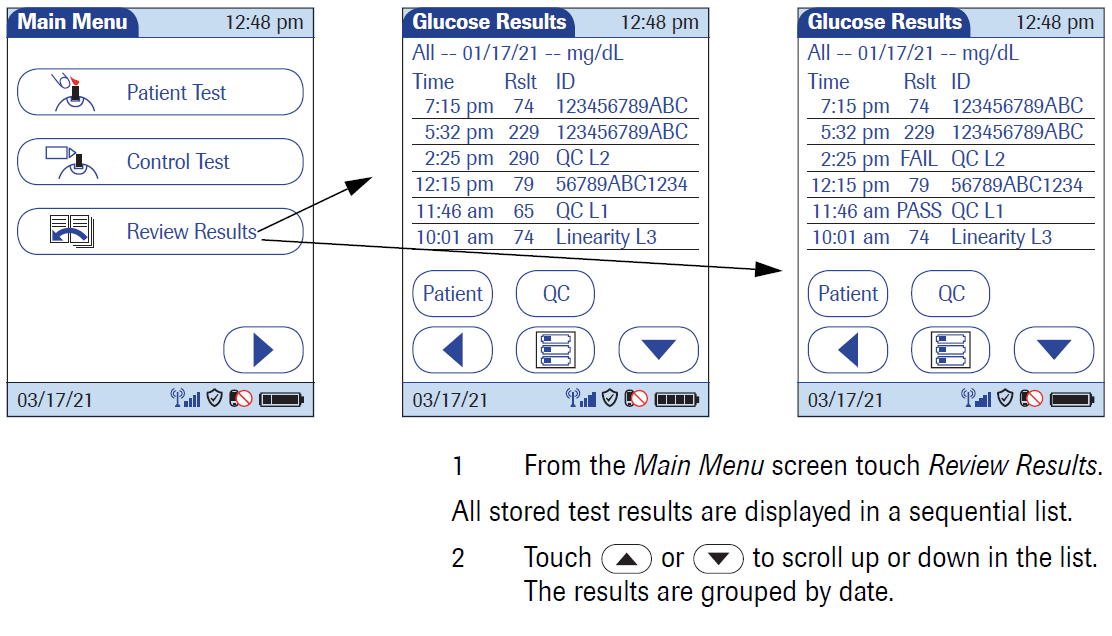 Main Menu 12:48 pm
Patient Test
Control Test
Review Results
03/17/21
Glucose Results 12:48 pm
All -- 01/17/21 -- mg/dL
Time Rslt ID
7:15 pm 74 123456789ABC
5:32 pm 229 123456789ABC
2:25 pm 290 QC L2
12:15 pm 79 56789ABC1234
11:46 am 65 QC L1
10:01 am 74 Linearity L3
Patient QC
03/17/21
Glucose Results 12:48 pm
All -- 01/17/21 -- mg/dL
Time Rslt ID
7:15 pm 74 123456789ABC
5:32 pm 229 123456789ABC
2:25 pm FAIL QC L2
12:15 pm 79 56789ABC1234
11:46 am PASS QC L1
10:01 am 74 Linearity L3
Patient QC
03/17/21
1 From the Main Menu screen touch Review Results.
All stored test results are displayed in a sequential list.
2 Touch or to scroll up or down in the list.
The results are grouped by date.